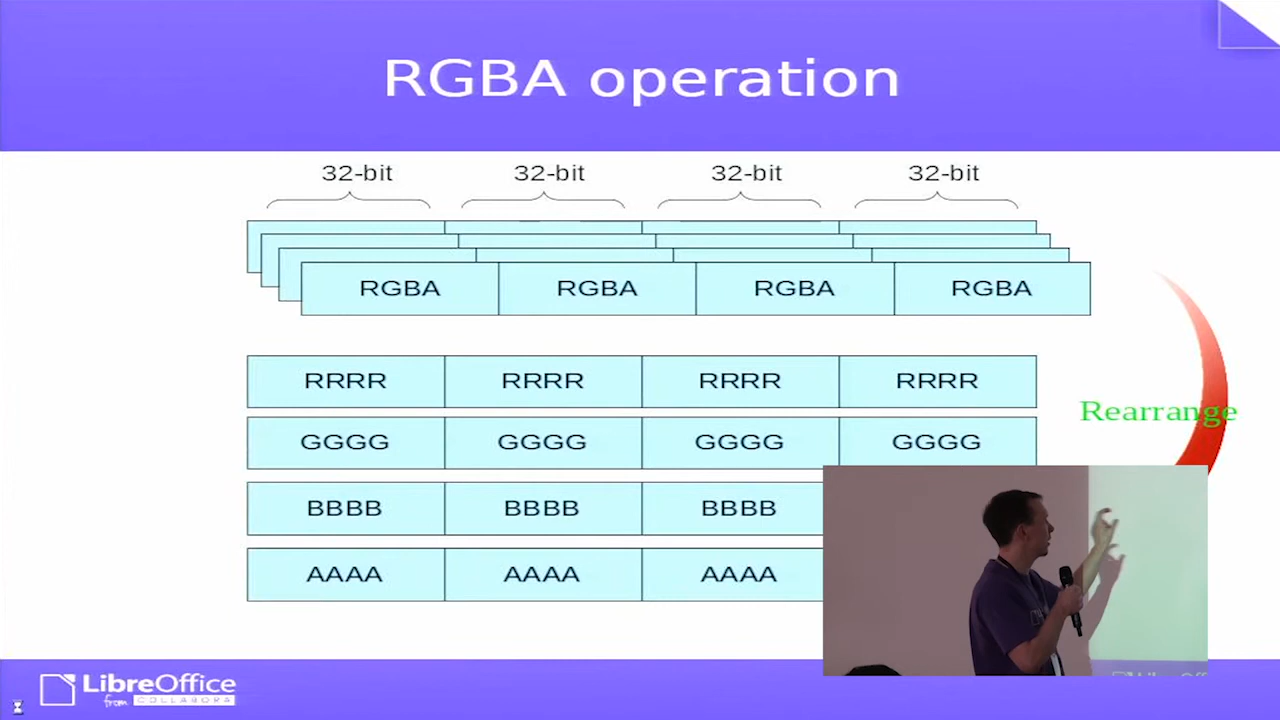 RGBA operation
32-bit 32-bit 32-bit 32-bit
RGBA RGBA RGBA RGBA
RRRR RRRR RRRR RRRR
Rearrange
GGGG GGGG GGGG GGGG
BBBB BBBB BBBB
AAAA AAAA AAAA
LibreOffice
from COLLABORA